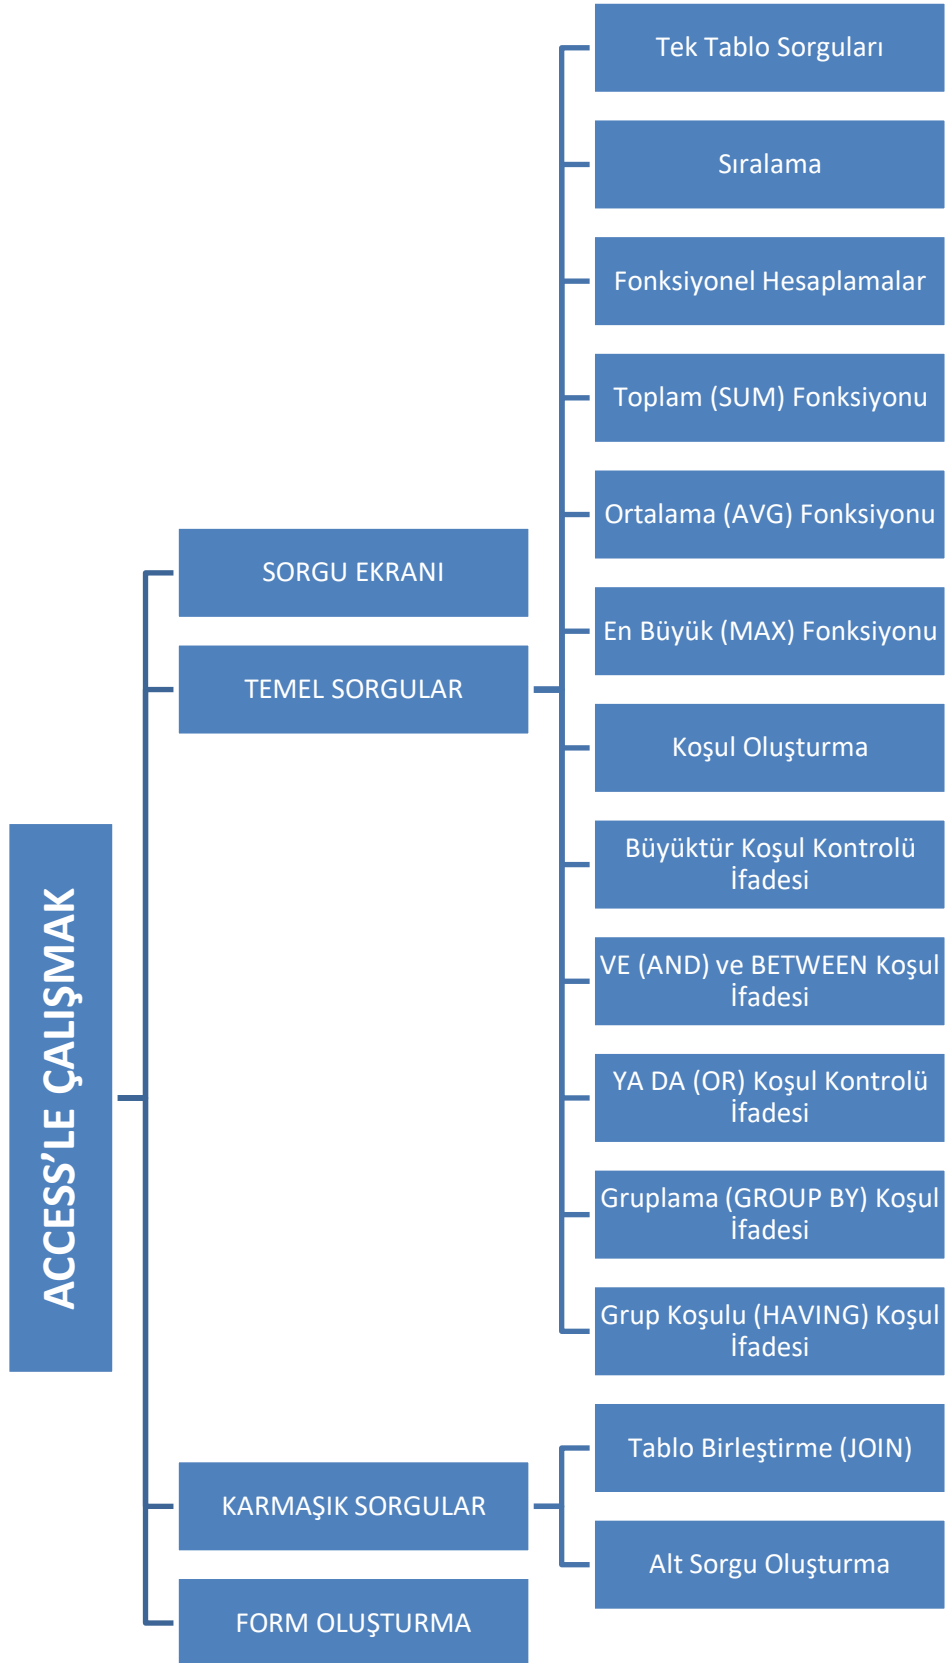 ACCESS’LE ÇALIŞMAK
SORGU EKRANI
TEMEL SORGULAR
Tek Tablo Sorguları
Sıralama
Fonksiyonel Hesaplamalar
Toplam (SUM) Fonksiyonu
Ortalama (AVG) Fonksiyonu
En Büyük (MAX) Fonksiyonu
Koşul Oluşturma
Büyüktür Koşul Kontrolü
İfadesi
VE (AND) ve BETWEEN Koşul
İfadesi
YA DA (OR) Koşul Kontrolü
İfadesi
Gruplama (GROUP BY) Koşul
İfadesi
Grup Koşulu (HAVING) Koşul
İfadesi
KARMAŞIK SORGULAR
Tablo Birleştirme (JOIN)
Alt Sorgu Oluşturma
FORM OLUŞTURMA